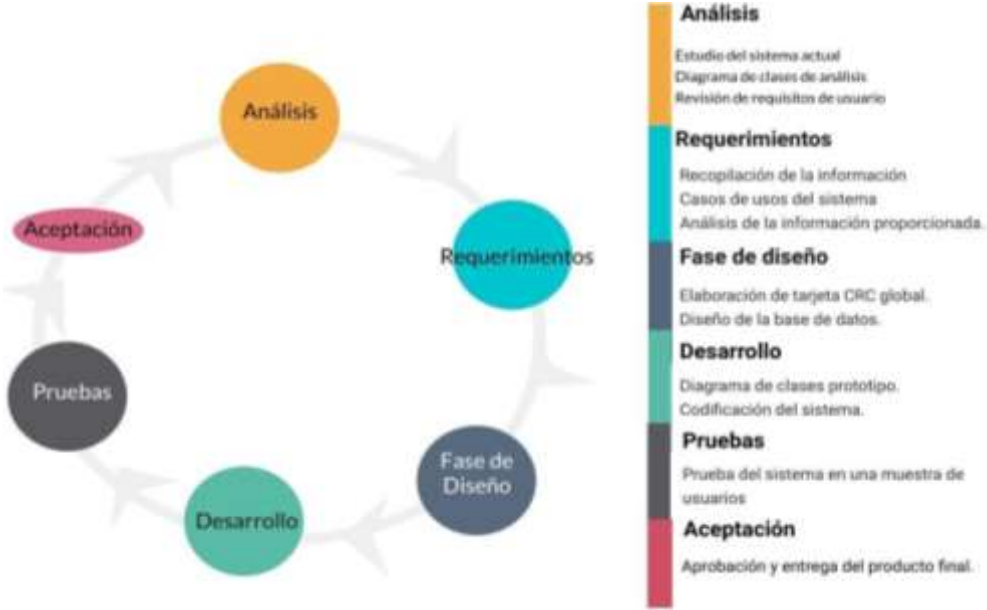 Análisis
Requerimientos
Fase de
Diseño
Desarrollo
Pruebas
Aceptación
Análisis
Estudio del sistema actual
Diagrama de clases de análisis
Revisión de requisitos de usuario
Requerimientos
Recopilación de la información
Casos de usos del sistema
Análisis de la información proporcionada.
Fase de diseño
Elaboración de tarjeta CRC global.
Diseño de la base de datos.
Desarrollo
Diagrama de clases prototipo.
Codificación del sistema.
Pruebas
Prueba del sistema en una muestra de
usuarios
Aceptación
Aprobación y entrega del producto final.